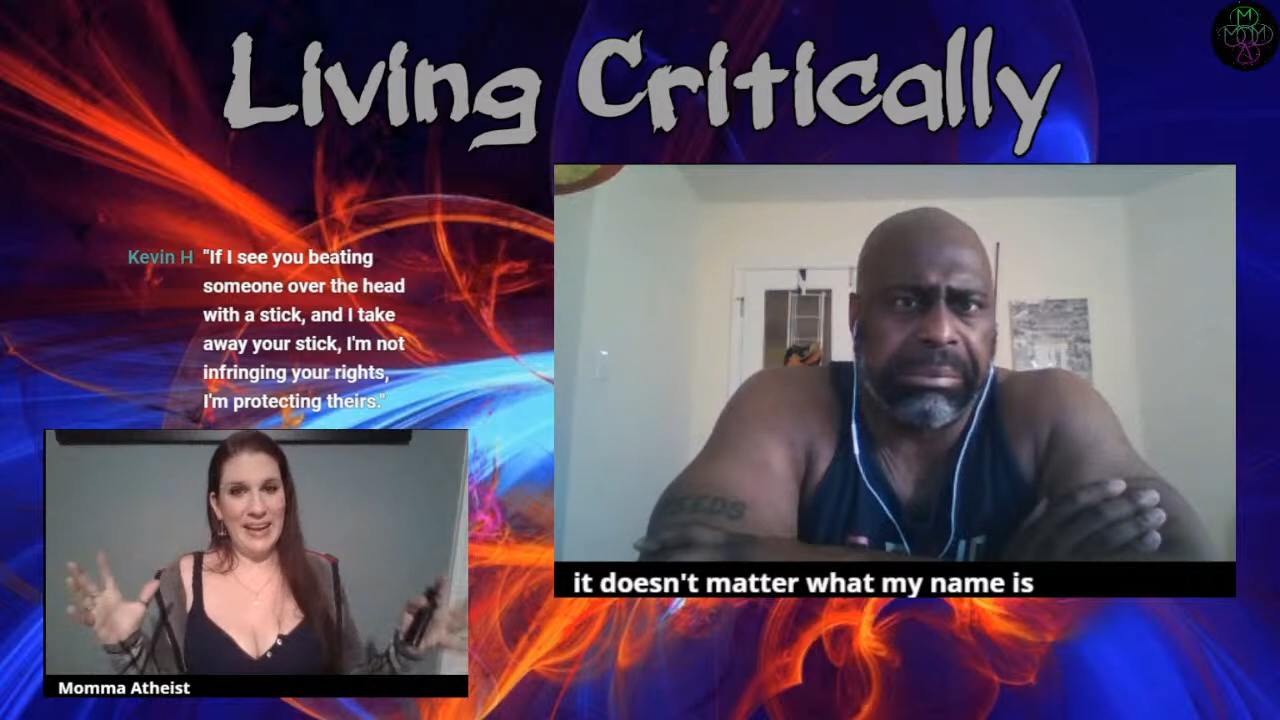 Living Critically
Kevin H "If I see you beating
someone over the head
with a stick, and I take
away your stick, I'm not
infringing your rights,
I'm protecting theirs."
it doesn't matter what my name is
Momma Atheist